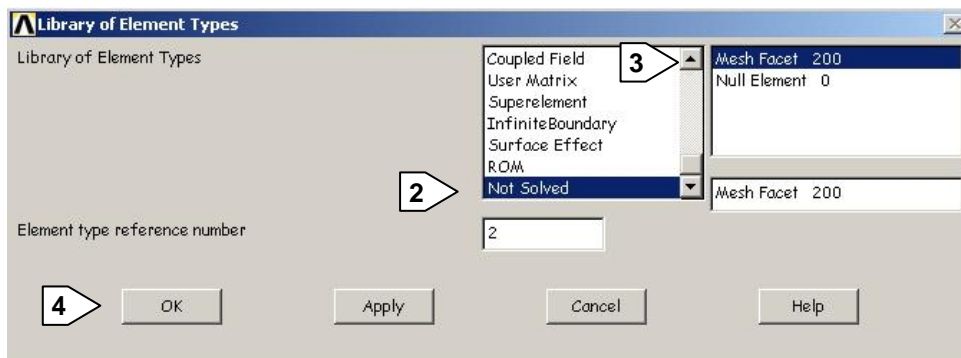 Library of Element Types
Library of Element Types
Coupled Field
User Matrix
Superelement
InfiniteBoundary
Surface Effect
ROM
Not Solved
3
Mesh Facet 200
Null Element 0
2
Mesh Facet 200
Element type reference number
2
4
OK
Apply
Cancel
Help